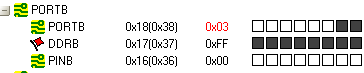 PORTB
PORTB 0x18(0x38) 0x03
DDRB 0x17(0x37) 0xFF
PINB 0x16(0x36) 0x00